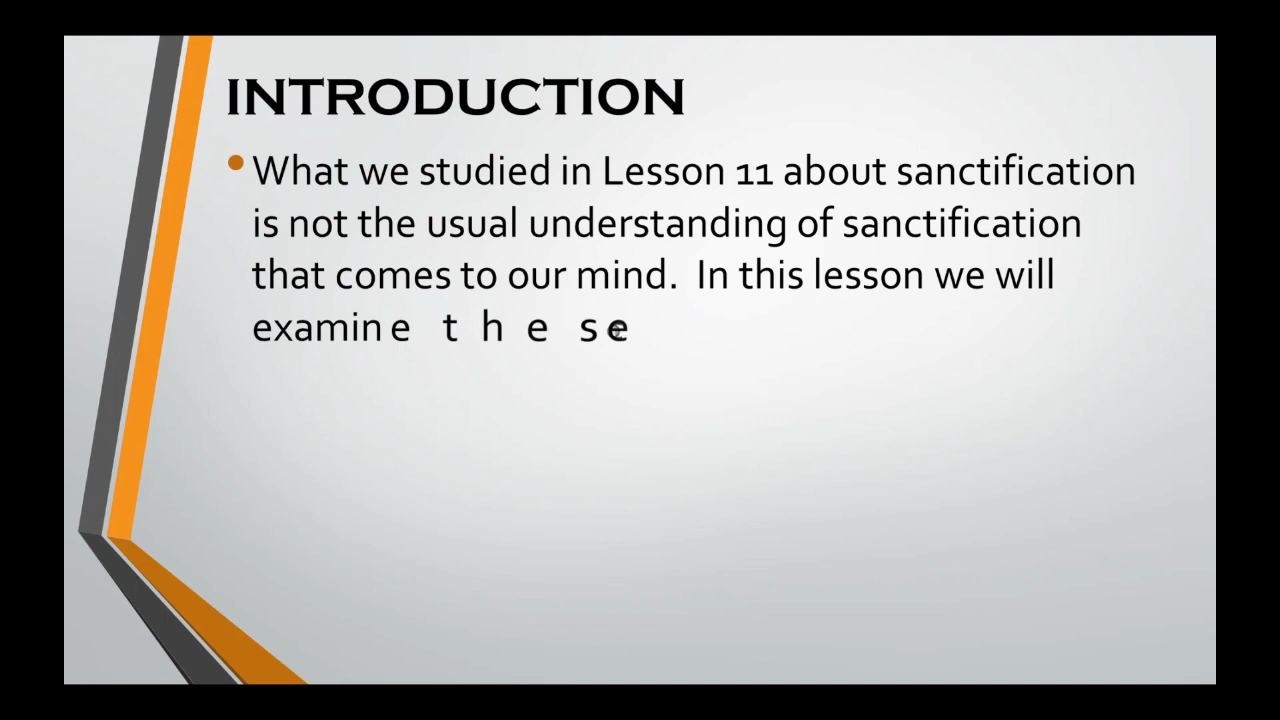 INTRODUCTION
• What we studied in Lesson 11 about sanctification
is not the usual understanding of sanctification
that comes to our mind. In this lesson we will
examine these